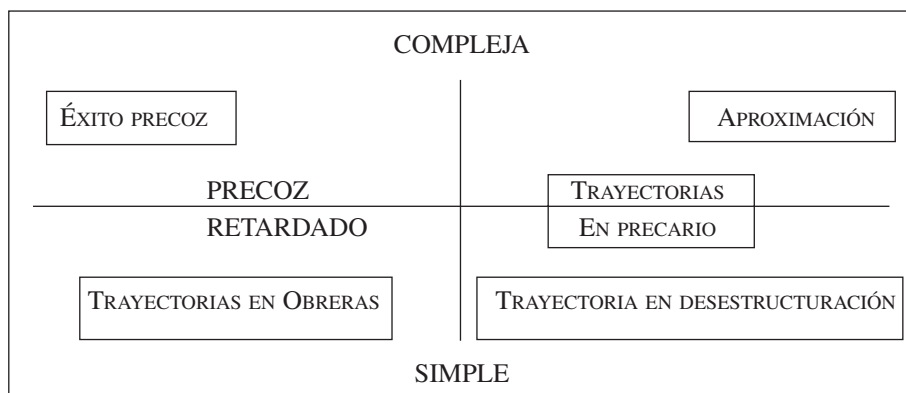 COMPLEJA
ÉXITO PRECOZ
APROXIMACIÓN
PRECOZ
TRAYECTORIAS
RETARDADO
EN PRECARIO
TRAYECTORIAS EN OBRERAS
TRAYECTORIA EN DESESTRUCTURACIÓN
SIMPLE